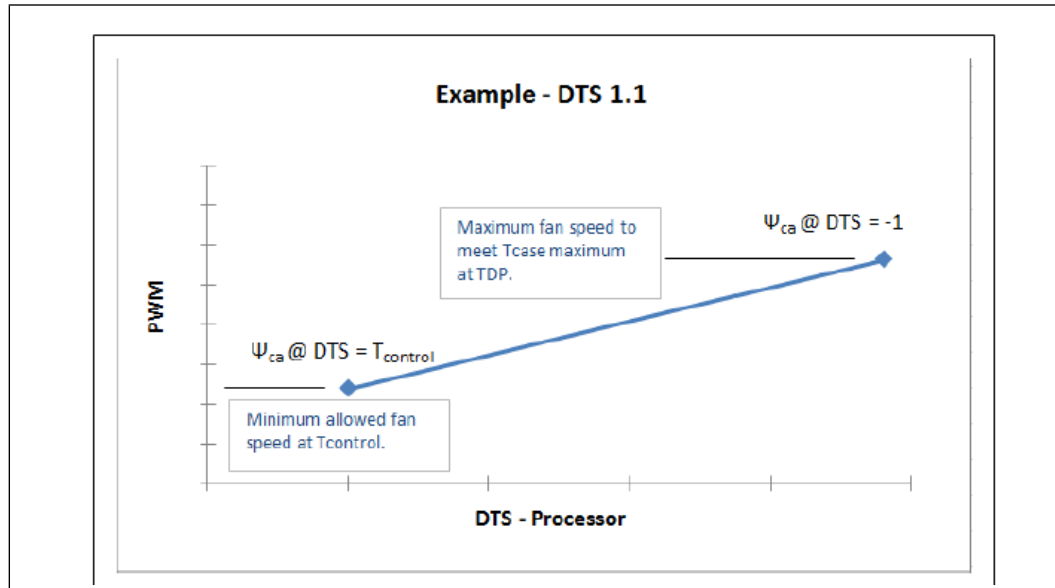 Example - DTS 1.1
Ψca @ DTS = -1
Maximum fan speed to
meet Tcase maximum
at TDP.
PWM
Ψca @ DTS = Tcontrol
Minimum allowed fan
speed at Tcontrol.
DTS - Processor